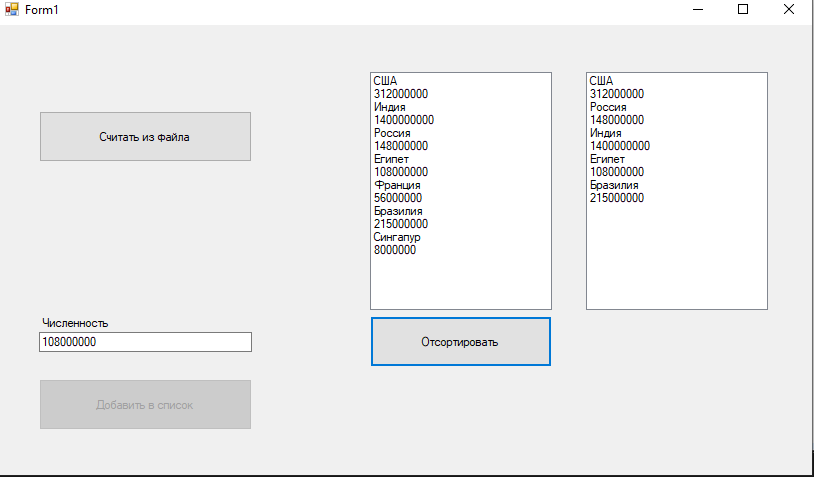 Form1
Считать из файла
США
312000000
Индия
1400000000
Россия
148000000
Египет
108000000
Франция
56000000
Бразилия
215000000
Сингапур
8000000
США
312000000
Россия
148000000
Индия
1400000000
Египет
108000000
Бразилия
215000000
Численность
108000000
Отсортировать
Добавить в список